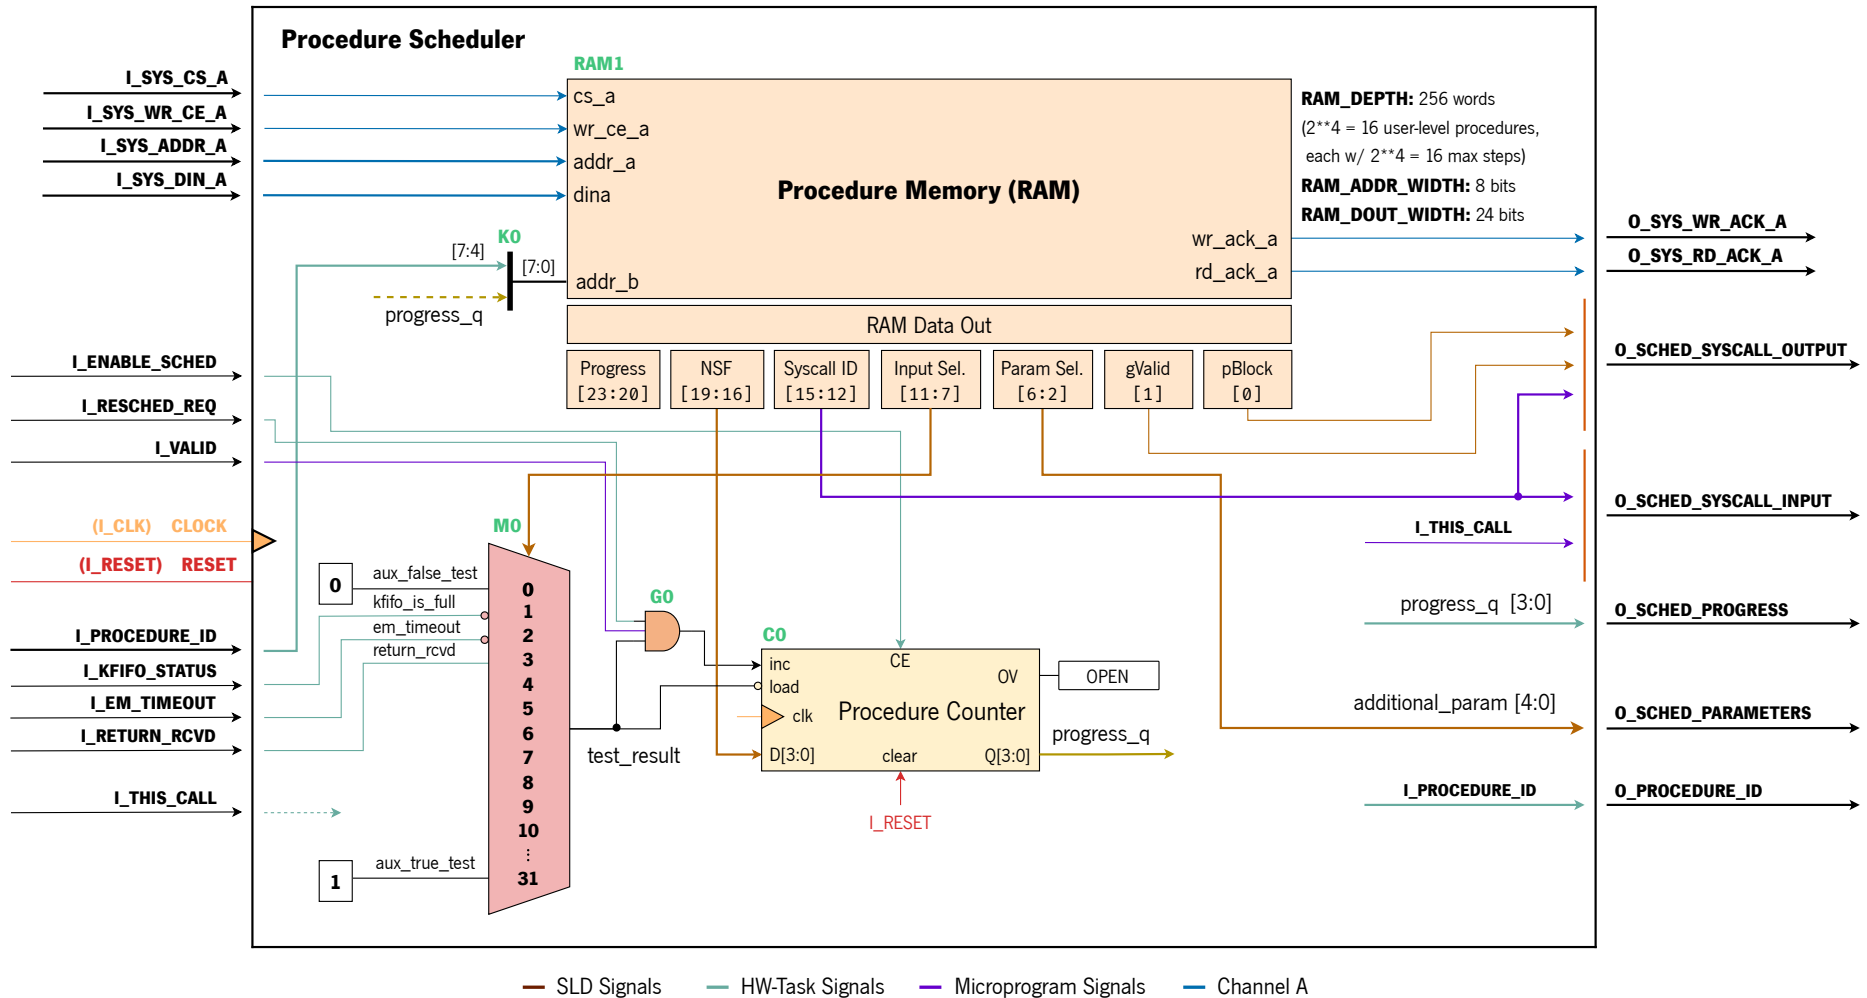 Procedure Scheduler
I_SYS_CS_A
I_SYS_WR_CE_A
I_SYS_ADDR_A
I_SYS_DIN_A
RAM1
cs_a
wr_ce_a
addr_a
dina
Procedure Memory (RAM)
wr_ack_a
rd_ack_a
addr_b
RAM_DEPTH: 256 words
(2**4 = 16 user-level procedures,
each w/ 2**4 = 16 max steps)
RAM_ADDR_WIDTH: 8 bits
RAM_DOUT_WIDTH: 24 bits
O_SYS_WR_ACK_A
O_SYS_RD_ACK_A
K0
[7:4]
[7:0]
progress_q
RAM Data Out
Progress
[23:20]
NSF
[19:16]
Syscall ID
[15:12]
Input Sel.
[11:7]
Param Sel.
[6:2]
gValid
[1]
pBlock
[0]
I_ENABLE_SCHED
I_RESCHED_REQ
I_VALID
(I_CLK) CLOCK
(I_RESET) RESET
I_PROCEDURE_ID
I_KFIFO_STATUS
I_EM_TIMEOUT
I_RETURN_RCVD
I_THIS_CALL
M0
0
aux_false_test
kfifo_is_full
em_timeout
return_rcvd
1
aux_true_test
0
1
2
3
4
5
6
7
8
9
10
⋮
31
test_result
G0
C0
inc
load
clk
D[3:0]
CE
OV
Procedure Counter
clear
Q[3:0]
OPEN
progress_q
I_RESET
O_SCHED_SYSCALL_OUTPUT
O_SCHED_SYSCALL_INPUT
I_THIS_CALL
progress_q [3:0]
O_SCHED_PROGRESS
additional_param [4:0]
O_SCHED_PARAMETERS
I_PROCEDURE_ID
O_PROCEDURE_ID
SLD Signals
HW-Task Signals
Microprogram Signals
Channel A